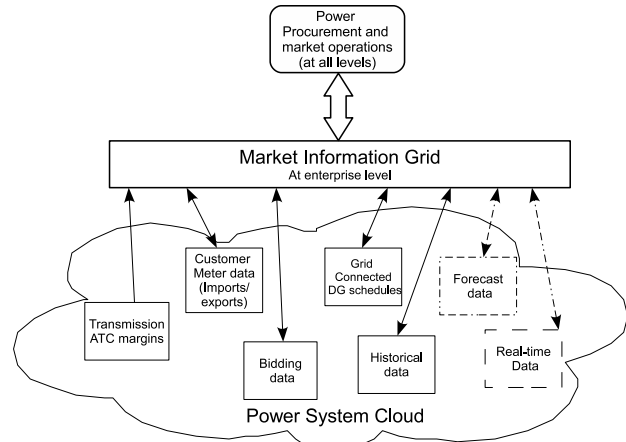 Power
Procurement and
market operations
(at all levels)
Market Information Grid
At enterprise level
Customer
Meter data
(Imports/
exports)
Grid
Connected
DG schedules
Forecast
data
Transmission
ATC margins
Bidding
data
Historical
data
Real-time
Data
Power System Cloud